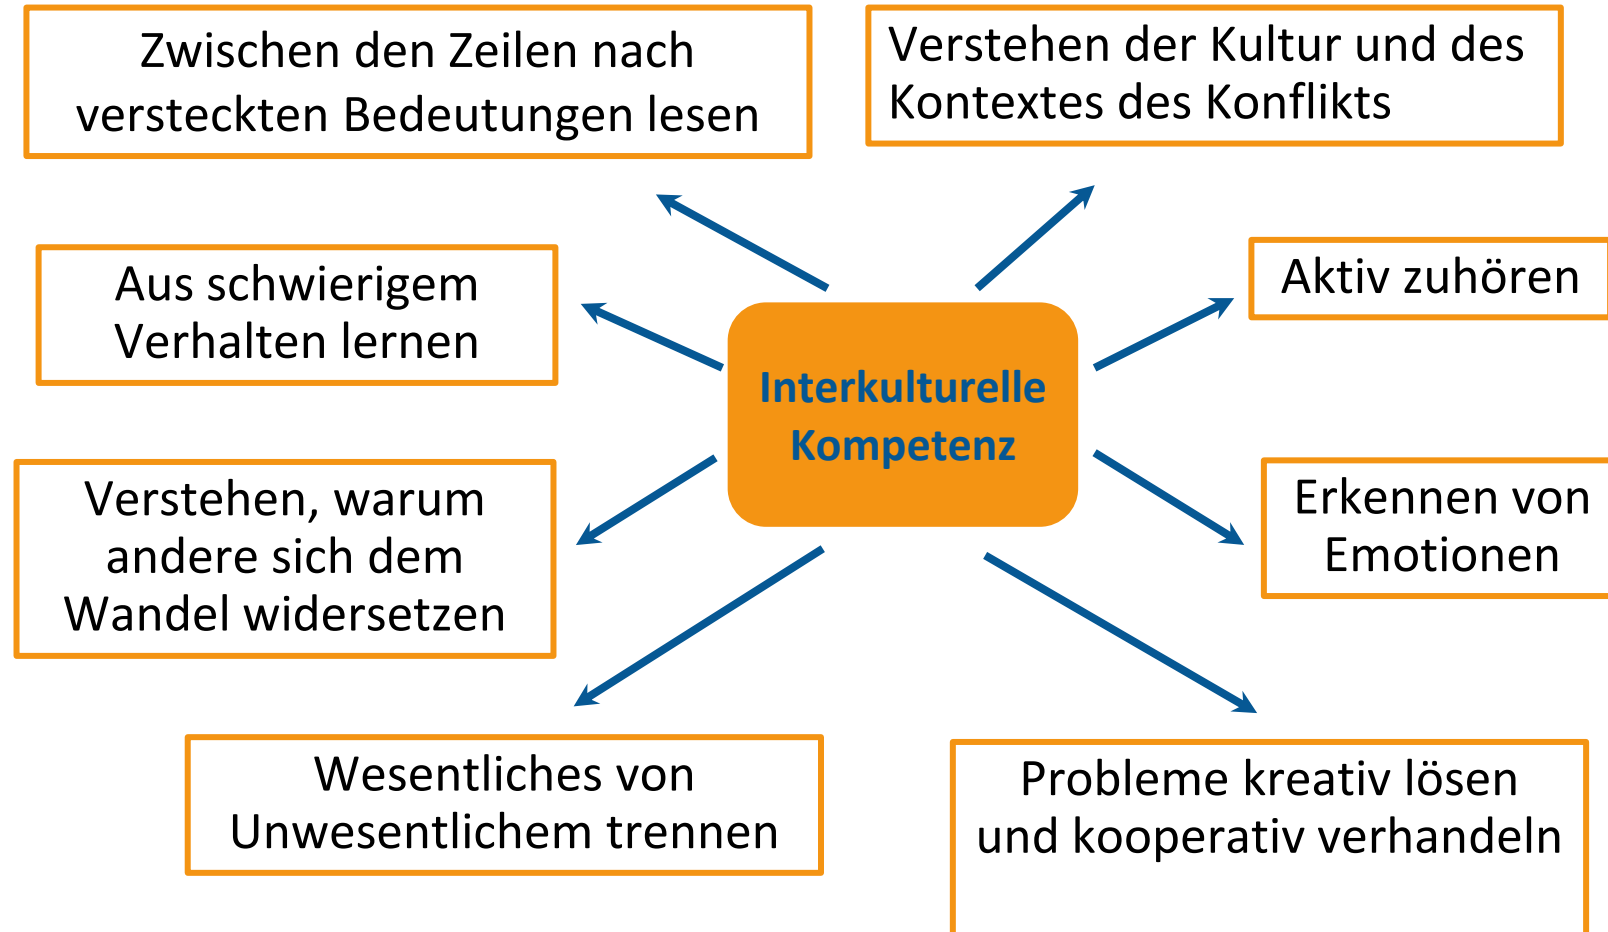 Zwischen den Zeilen nach
versteckten Bedeutungen lesen
Verstehen der Kultur und des
Kontextes des Konflikts
Aus schwierigem
Verhalten lernen
Aktiv zuhören
Interkulturelle
Kompetenz
Verstehen, warum
andere sich dem
Wandel widersetzen
Erkennen von
Emotionen
Wesentliches von
Unwesentlichem trennen
Probleme kreativ lösen
und kooperativ verhandeln